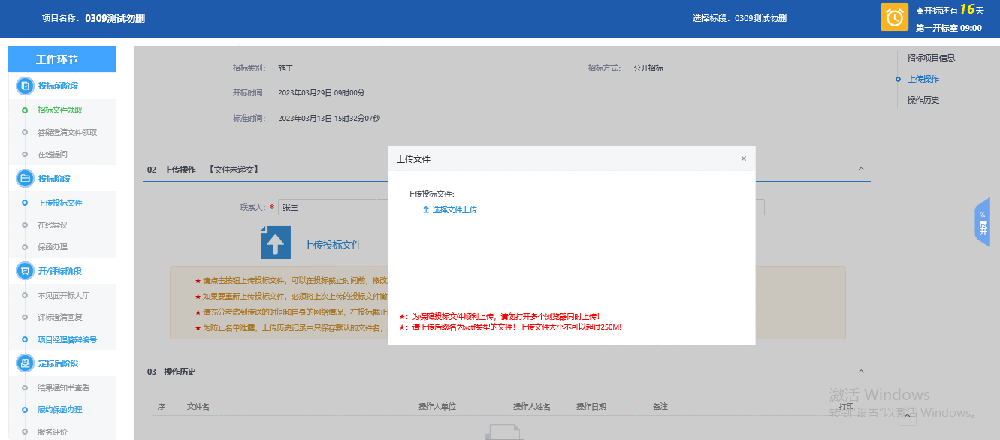 项目名称: 0309测试勿删
选择标段: 0309测试勿删
离开标还有16天
第一开标室 09:00
工作环节
投标前阶段
招标文件领取
答疑澄清文件领取
在线提问
投标阶段
上传投标文件
在线异议
保函办理
开/评标阶段
不见面开标大厅
评标澄清回复
项目经理答辩编号
定标后阶段
结果通知书查看
履约保函办理
服务评价
招标类别: 施工
招标方式: 公开招标
开标时间: 2023年03月29日 09时00分
标准时间: 2023年03月13日 15时32分07秒
02 上传操作 【文件未递交】
联系人: * 张三
上传投标文件
★请点击按钮上传投标文件，可以在投标截止时间前，修改
★如果要重新上传投标文件，必须将上次上传的投标文件撤
★请充分考虑到传送的时间和自身的网络情况，在投标截止
★为防止名单泄露，上传历史记录中只保存默认的文件名，
上传文件 ×
上传投标文件:
选择文件上传
★: 为保障投标文件顺利上传，请勿打开多个浏览器同时上传!
★: 请上传后缀名为xctf类型的文件! 上传文件大小不可以超过250M!
03 操作历史
序 文件名 操作人单位 操作人姓名 操作日期 备注 打印
招标项目信息
上传操作
操作历史
展开
激活 Windows
转到"设置"以激活 Windows。